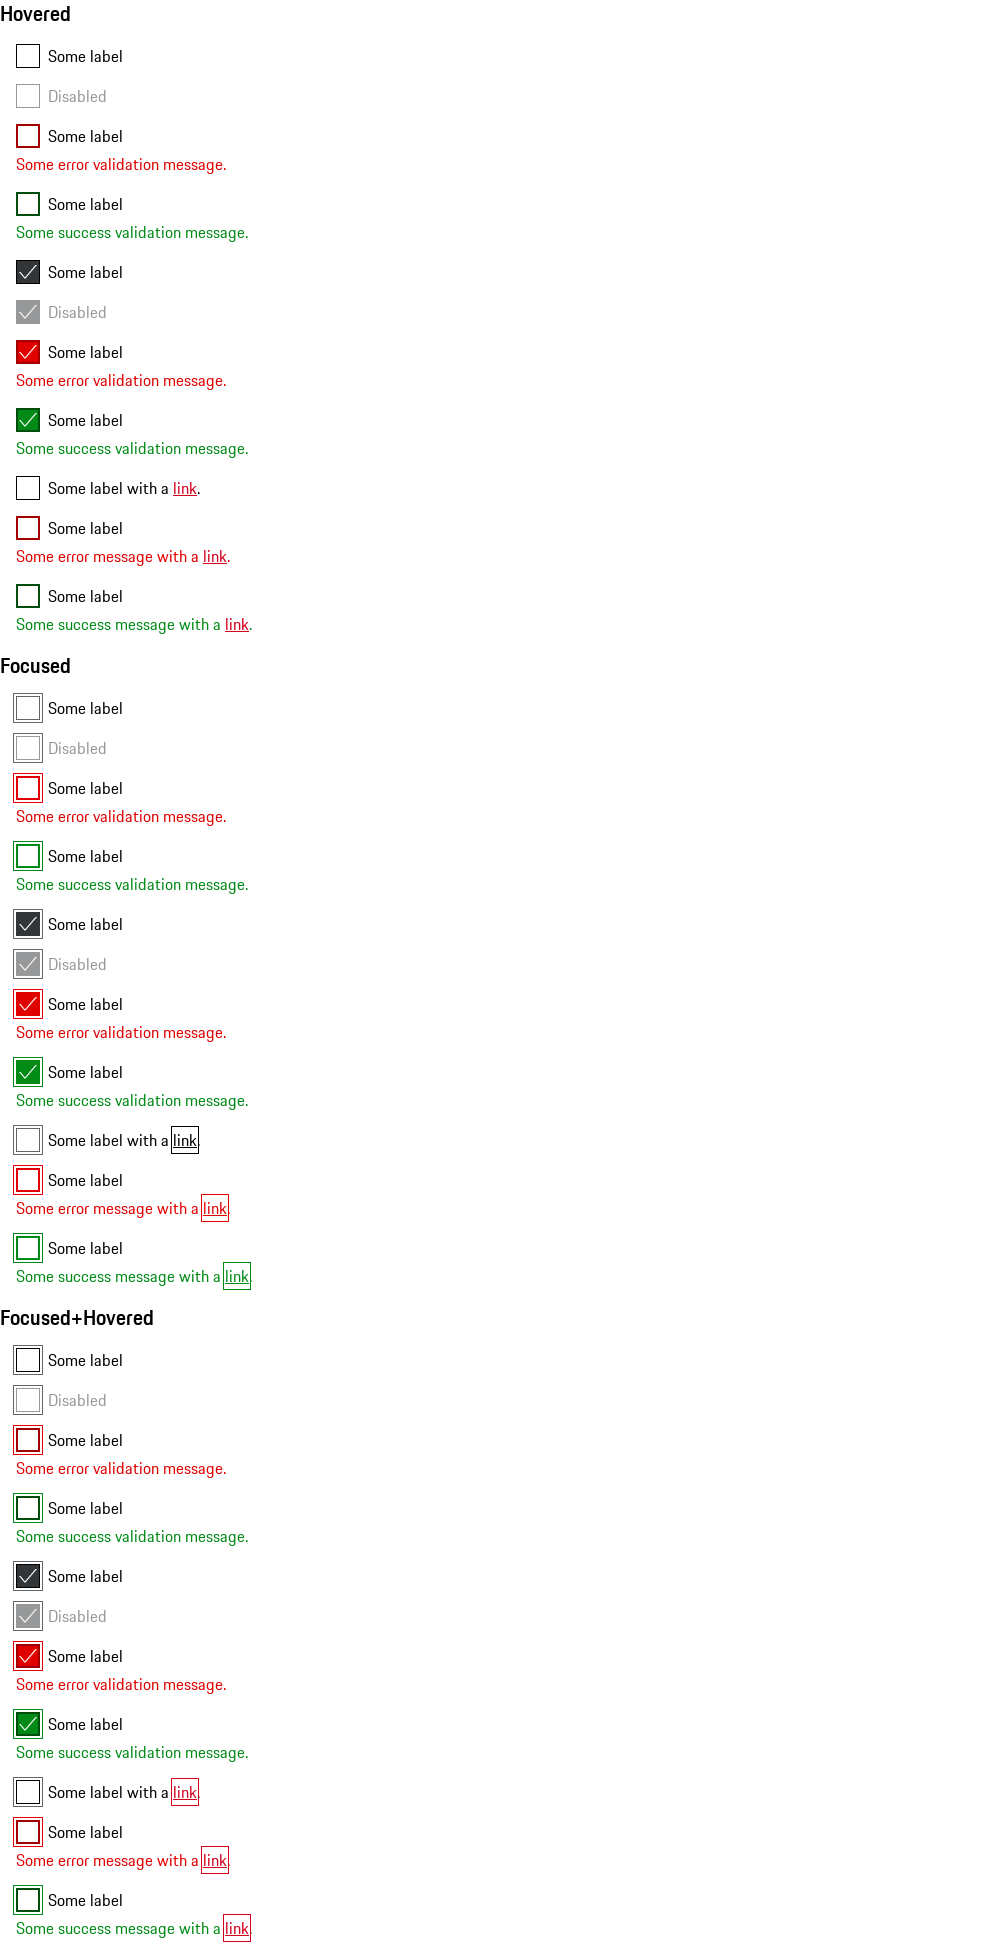 Hovered
Some label
Disabled
Some label
Some error validation message.
Some label
Some success validation message.
Some label
Disabled
Some label
Some error validation message.
Some label
Some success validation message.
Some label with a link.
Some label
Some error message with a link.
Some label
Some success message with a link.
Focused
Some label
Disabled
Some label
Some error validation message.
Some label
Some success validation message.
Some label
Disabled
Some label
Some error validation message.
Some label
Some success validation message.
Some label with a link.
Some label
Some error message with a link.
Some label
Some success message with a link.
Focused+Hovered
Some label
Disabled
Some label
Some error validation message.
Some label
Some success validation message.
Some label
Disabled
Some label
Some error validation message.
Some label
Some success validation message.
Some label with a link.
Some label
Some error message with a link.
Some label
Some success message with a link.